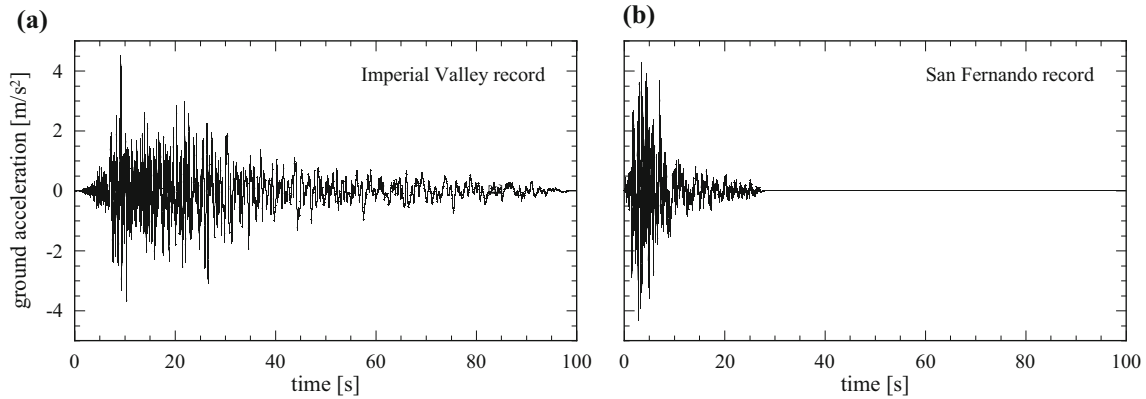 (a)
Imperial Valley record
ground acceleration [m/s²]
4
2
0
-2
-4
0 20 40 60 80 100
time [s]
(b)
San Fernando record
0 20 40 60 80 100
time [s]